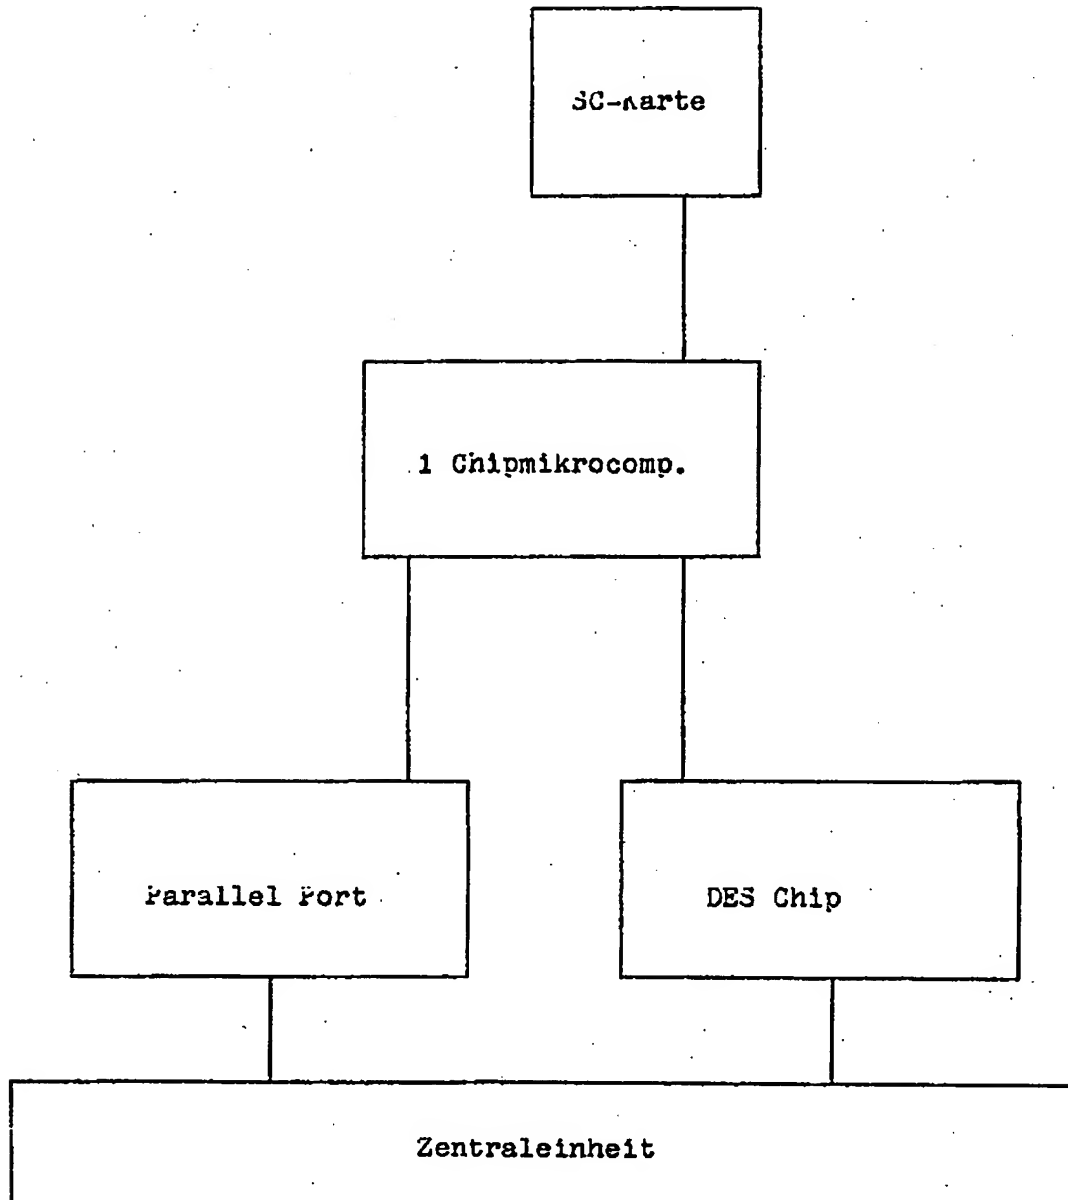 SC-Karte
1 Chipmikrocomp.
Parallel Port
DES Chip
Zentraleinheit